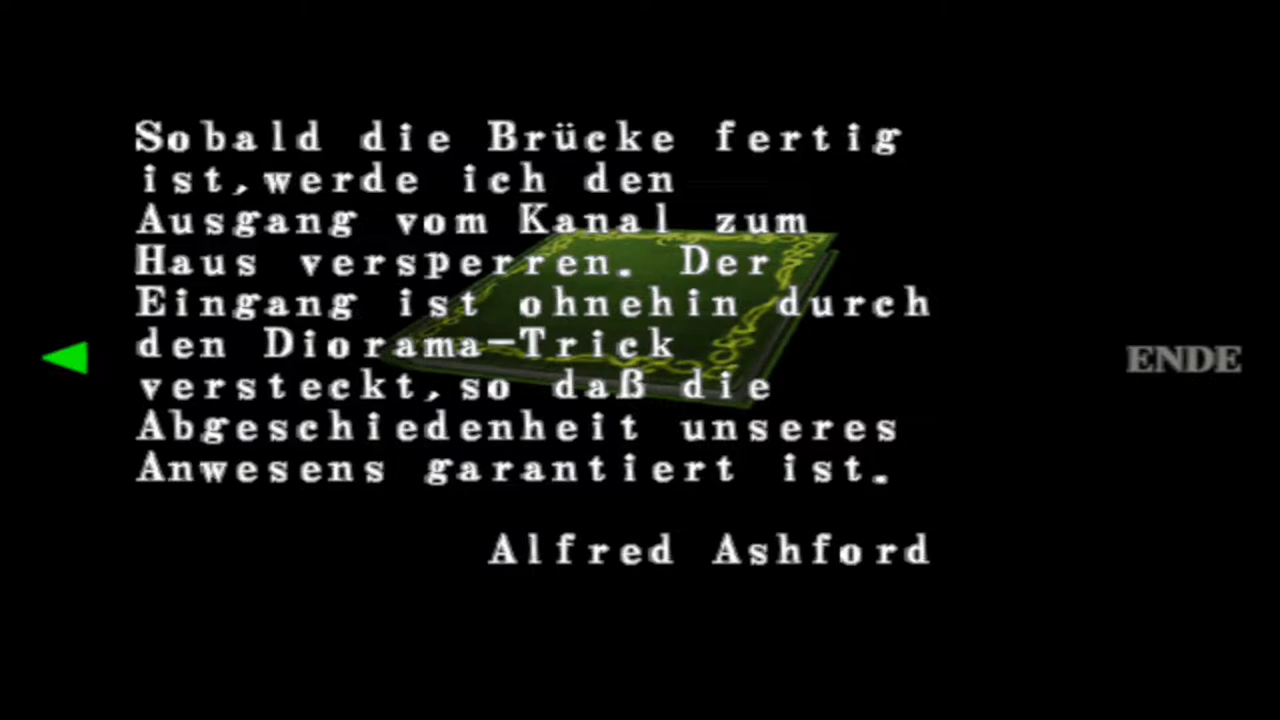 Sobald die Brücke fertig
ist,werde ich den
Ausgang vom Kanal zum
Haus versperren. Der
Eingang ist ohnehin durch
den Diorama-Trick
versteckt,so daß die
Abgeschiedenheit unseres
Anwesens garantiert ist.
Alfred Ashford
ENDE